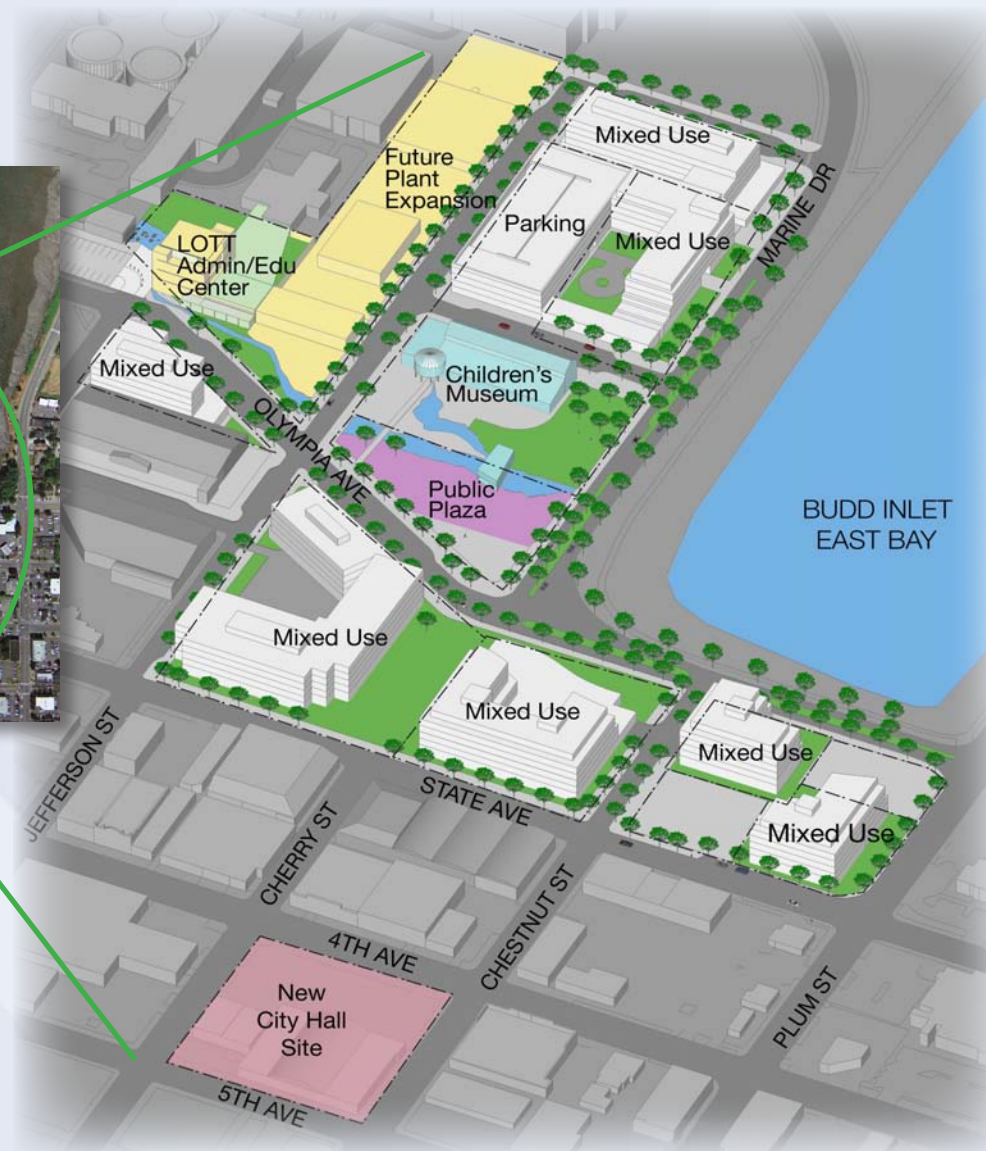 Mixed Use
Future
Plant
Expansion
MARINE DR
Parking
Mixed Use
LOTT
Admin/Edu
Center
Mixed Use
Children's
Museum
OLYMPIA AVE
Public
Plaza
BUDD INLET
EAST BAY
Mixed Use
Mixed Use
Mixed Use
JEFFERSON ST
STATE AVE
Mixed Use
CHERRY ST
CHESTNUT ST
4TH AVE
PLUM ST
New
City Hall
Site
5TH AVE